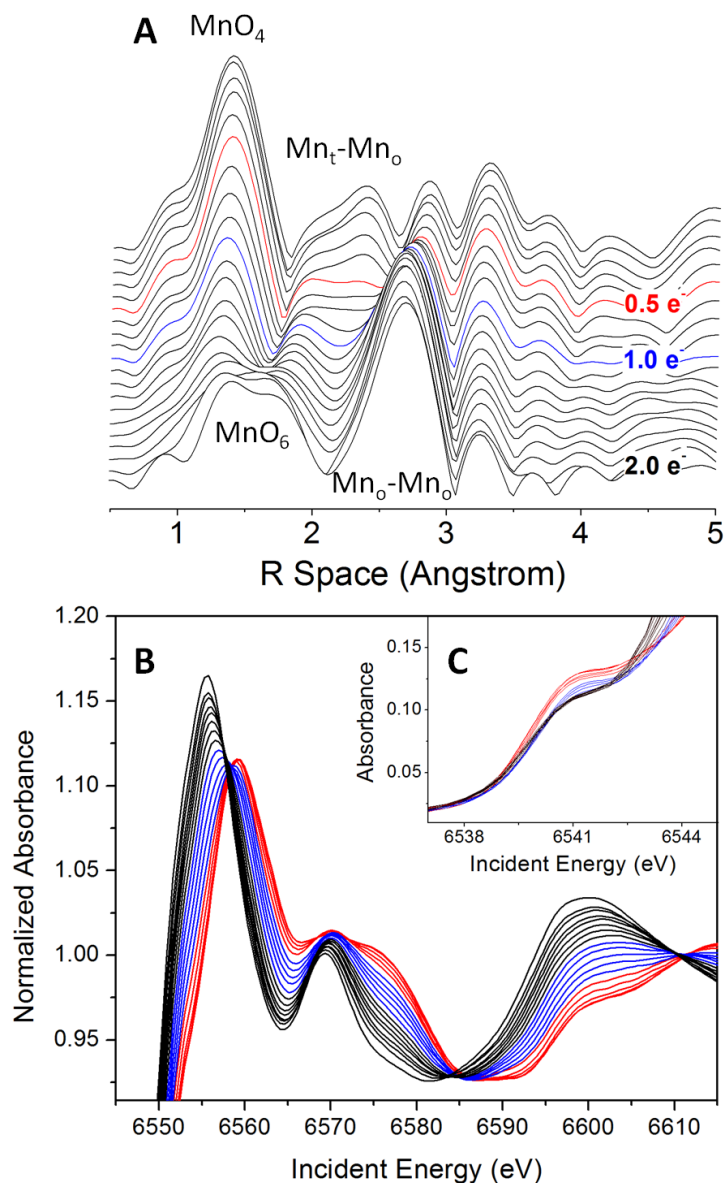 A
MnO₄
Mnₜ-Mnₒ
0.5 e⁻
1.0 e⁻
MnO₆
Mnₒ-Mnₒ
2.0 e⁻
1 2 3 4 5
R Space (Angstrom)
1.20
1.15
1.10
1.05
1.00
0.95
Normalized Absorbance
B
C
0.15
0.10
0.05
Absorbance
6538 6541 6544
Incident Energy (eV)
6550 6560 6570 6580 6590 6600 6610
Incident Energy (eV)